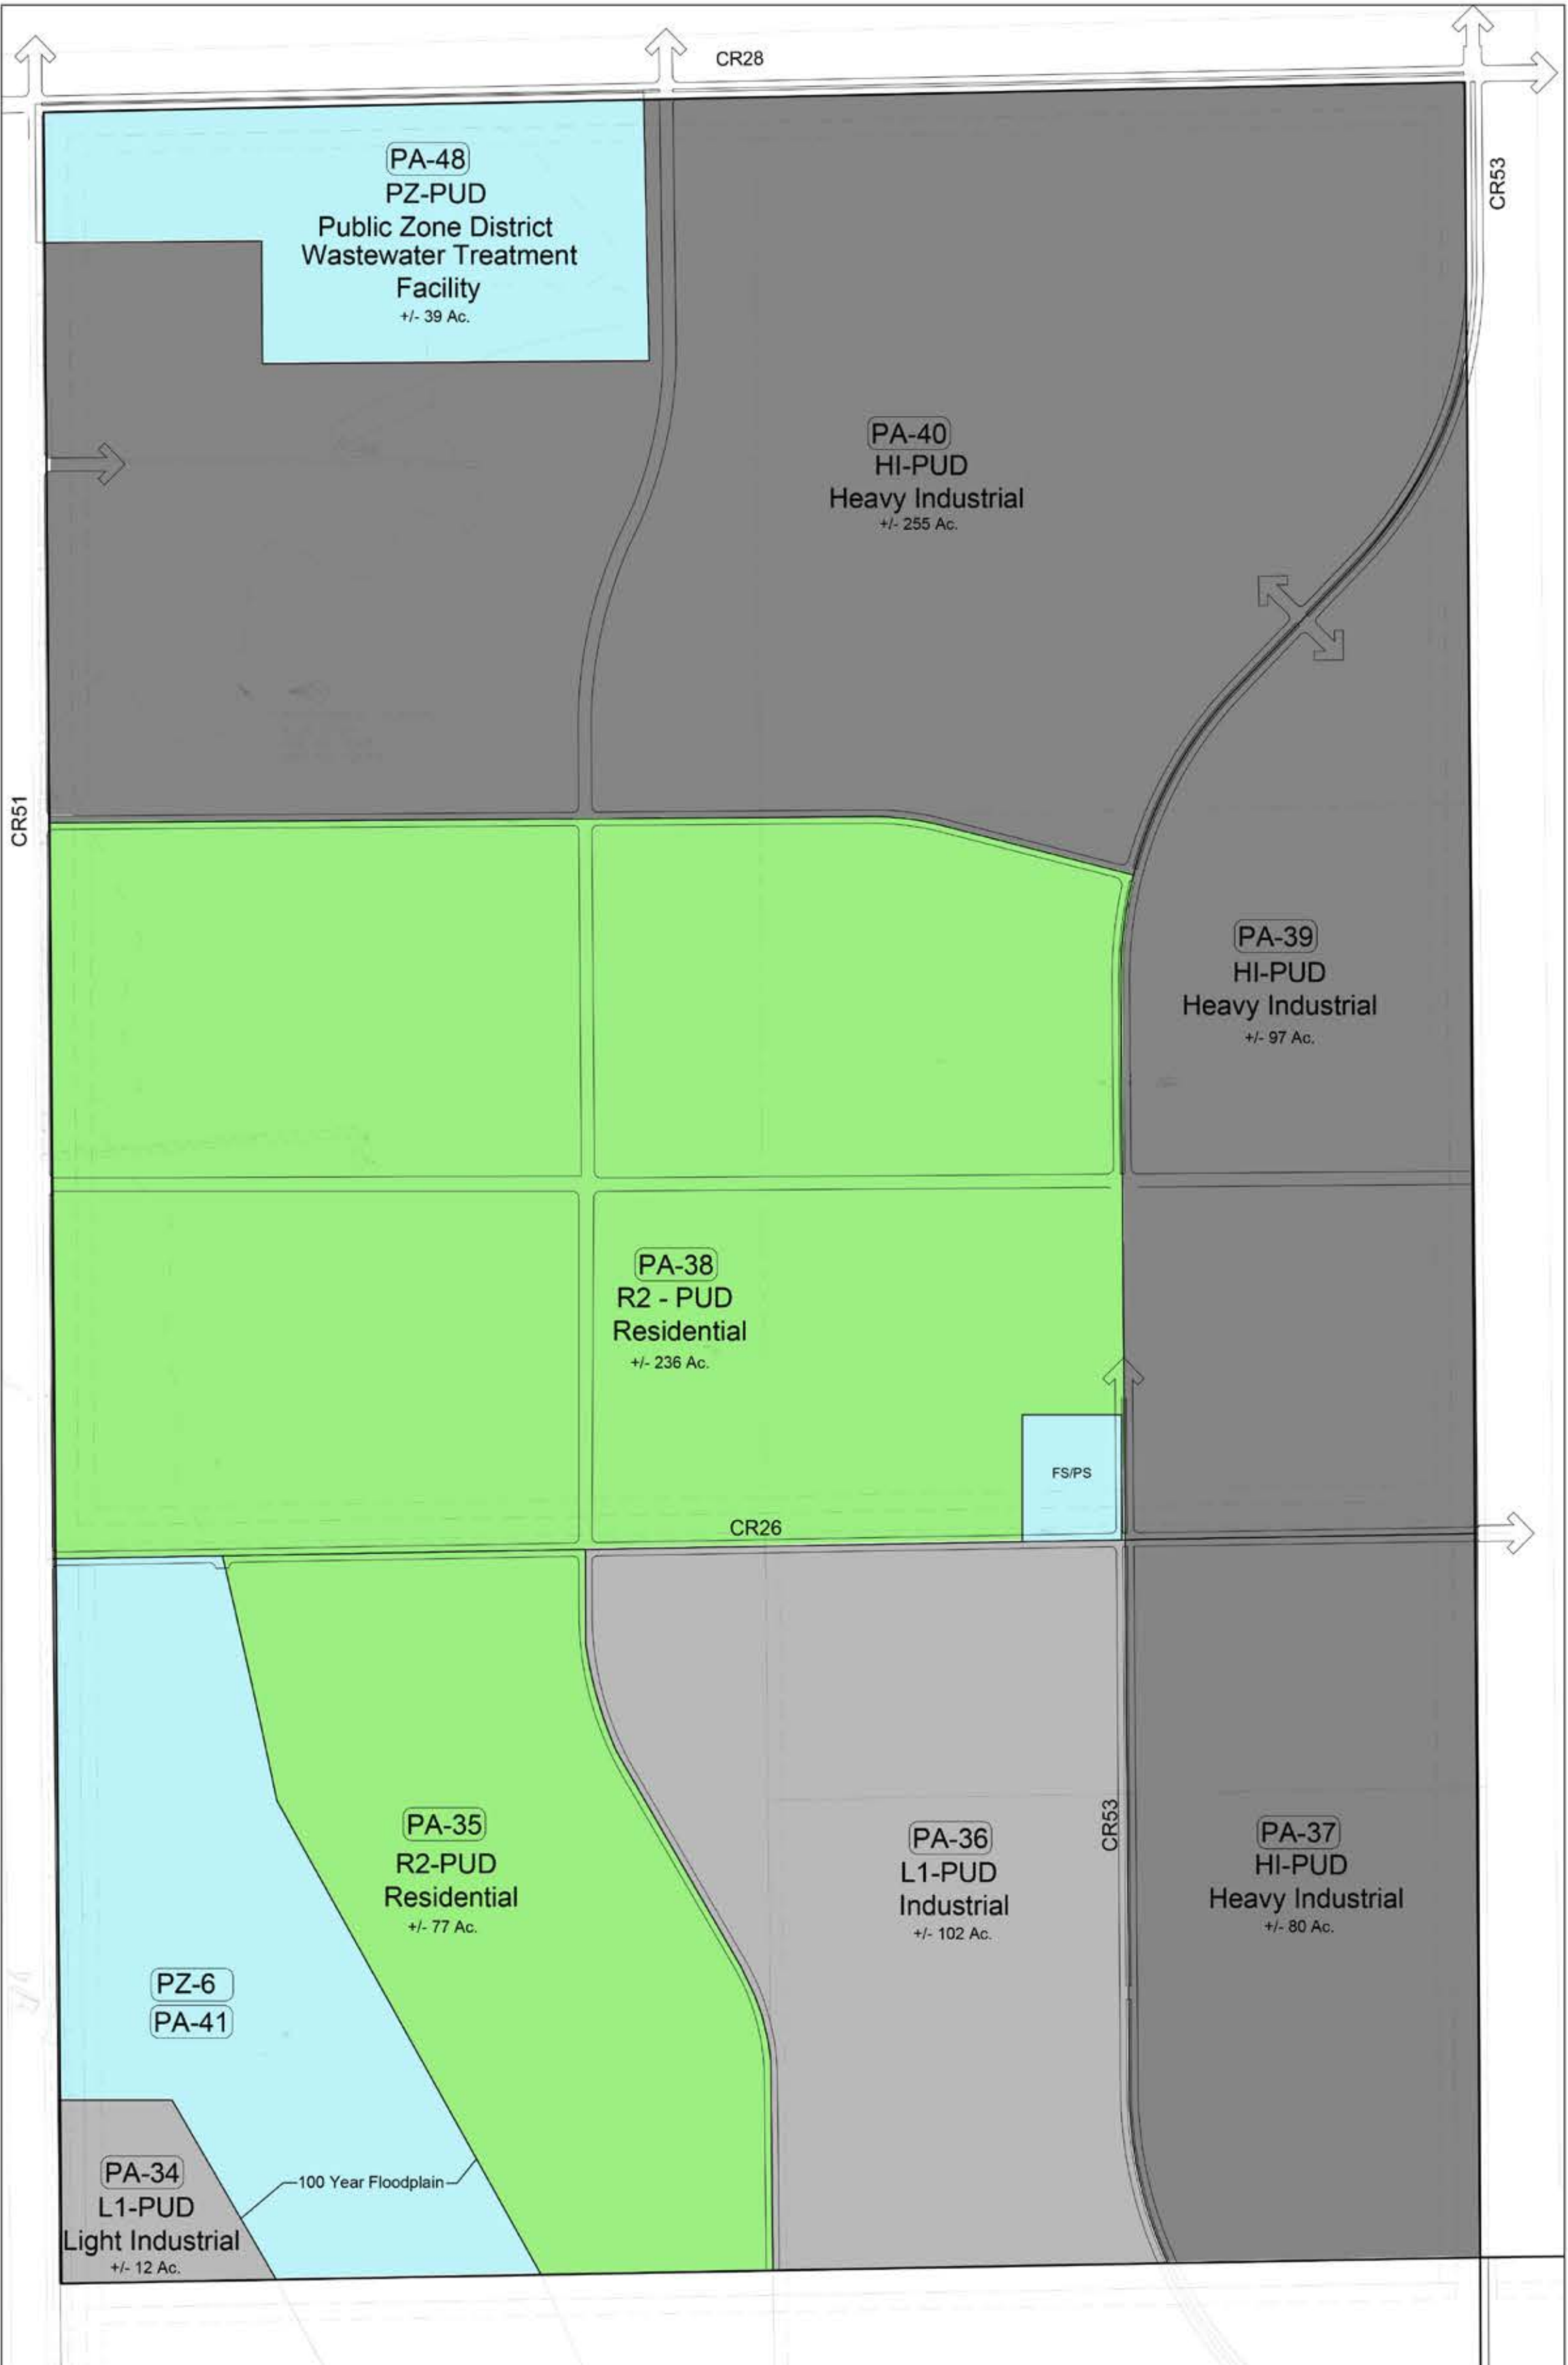 CR28
CR53
PA-48
PZ-PUD
Public Zone District
Wastewater Treatment
Facility
+/- 39 Ac.
PA-40
HI-PUD
Heavy Industrial
+/- 255 Ac.
CR51
PA-39
HI-PUD
Heavy Industrial
+/- 97 Ac.
PA-38
R2 - PUD
Residential
+/- 236 Ac.
FS/PS
CR26
PA-35
R2-PUD
Residential
+/- 77 Ac.
PA-36
L1-PUD
Industrial
+/- 102 Ac.
CR53
PA-37
HI-PUD
Heavy Industrial
+/- 80 Ac.
PZ-6
PA-41
PA-34
L1-PUD
Light Industrial
+/- 12 Ac.
100 Year Floodplain